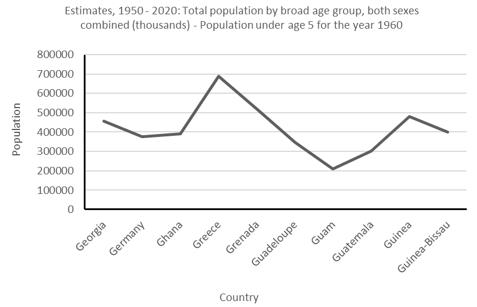 Estimates, 1950 - 2020: Total population by broad age group, both sexes
combined (thousands) - Population under age 5 for the year 1960
800000
700000
600000
500000
400000
300000
200000
100000
0
Population
Georgia
Germany
Ghana
Greece
Grenada
Guadeloupe
Guam
Guatemala
Guinea
Guinea-Bissau
Country